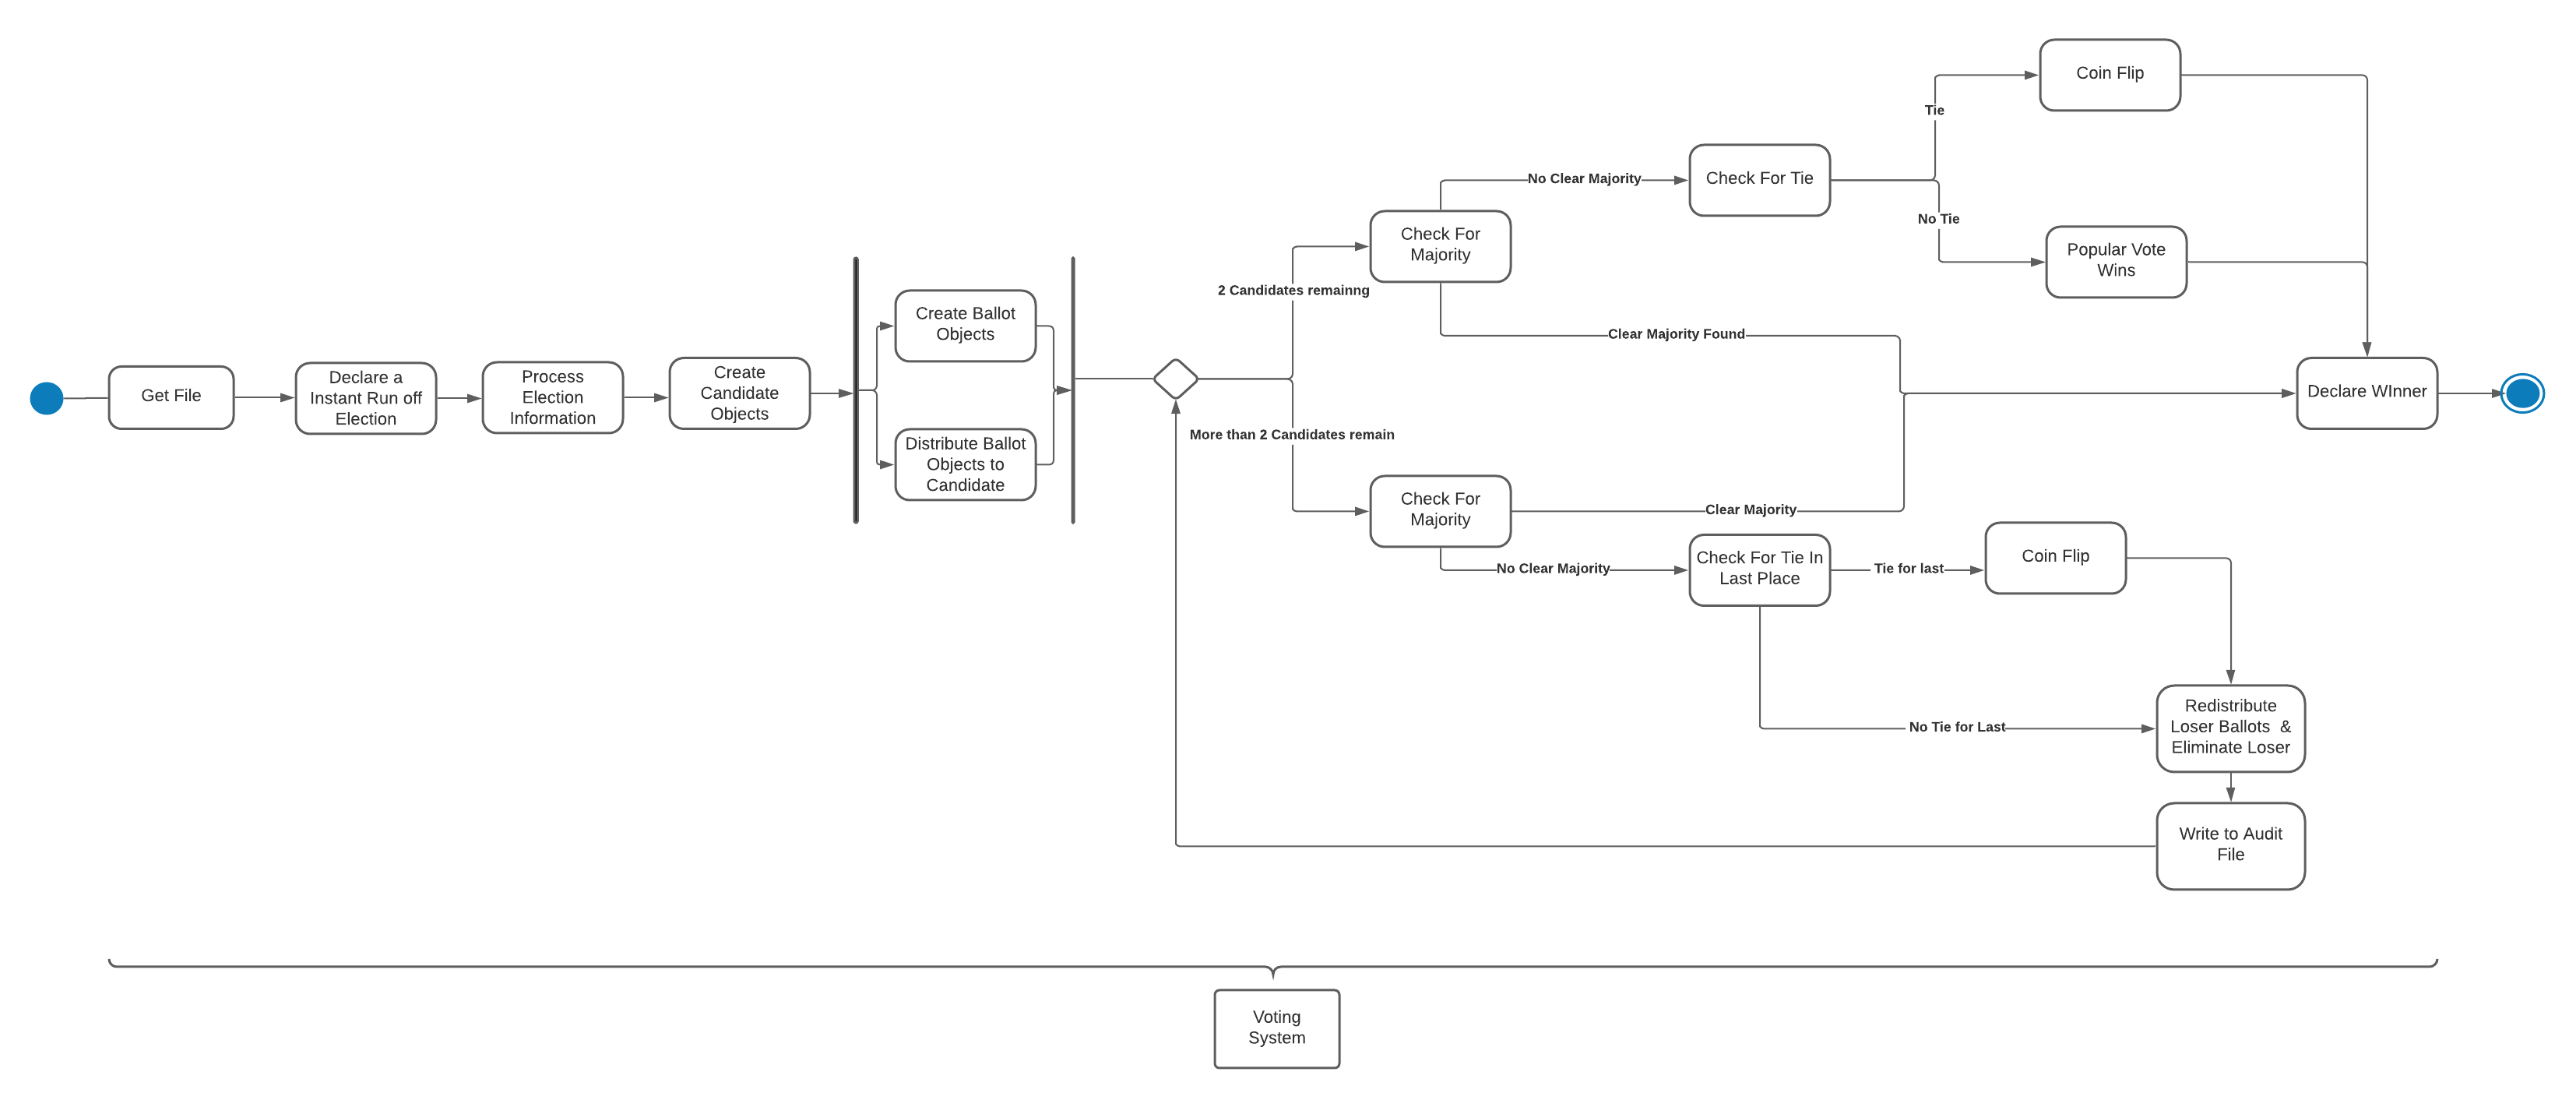 Coin Flip
Tie
No Clear Majority
Check For Tie
No Tie
Check For
Majority
Popular Vote
Wins
2 Candidates remainng
Create Ballot
Objects
Clear Majority Found
Get File
Declare a
Instant Run off
Election
Process
Election
Information
Create
Candidate
Objects
Declare WInner
Distribute Ballot
Objects to
Candidate
More than 2 Candidates remain
Check For
Majority
Clear Majority
No Clear Majority
Check For Tie In
Last Place
Tie for last
Coin Flip
No Tie for Last
Redistribute
Loser Ballots  &
Eliminate Loser
Write to Audit
File
Voting
System